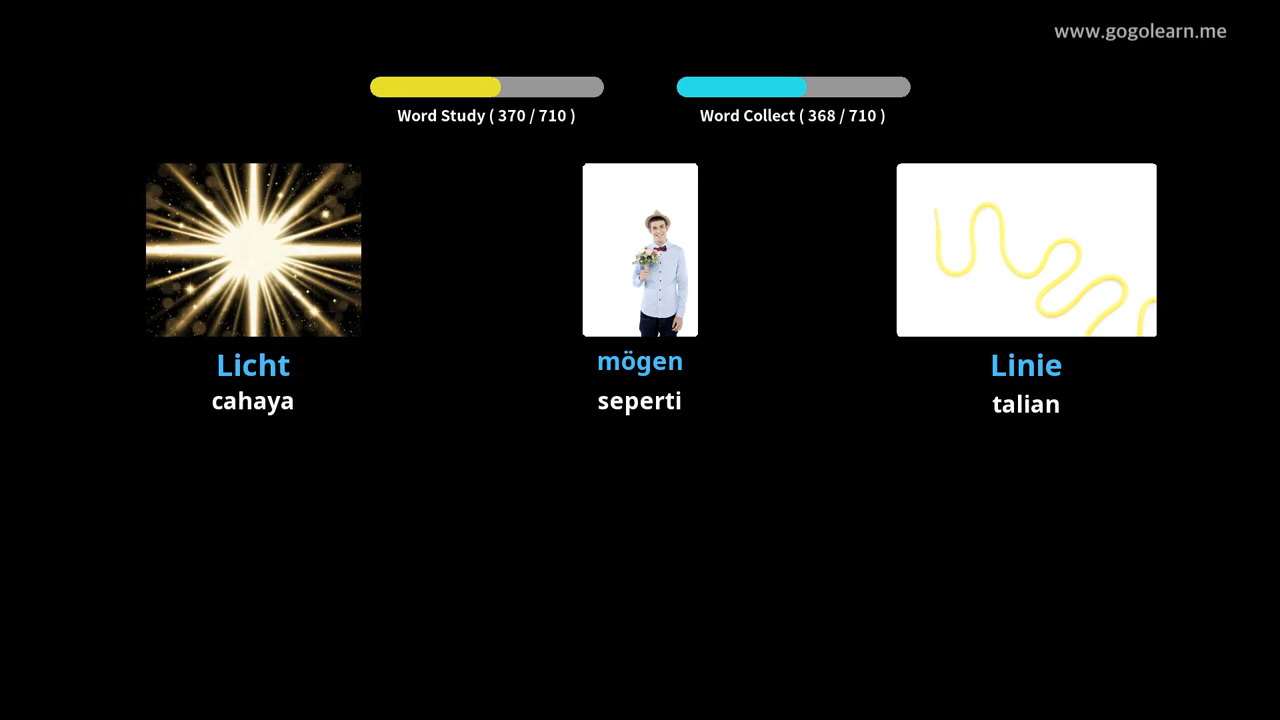 www.gogolearn.me
Word Study ( 370 / 710 )
Word Collect ( 368 / 710 )
Licht
cahaya
mögen
seperti
Linie
talian